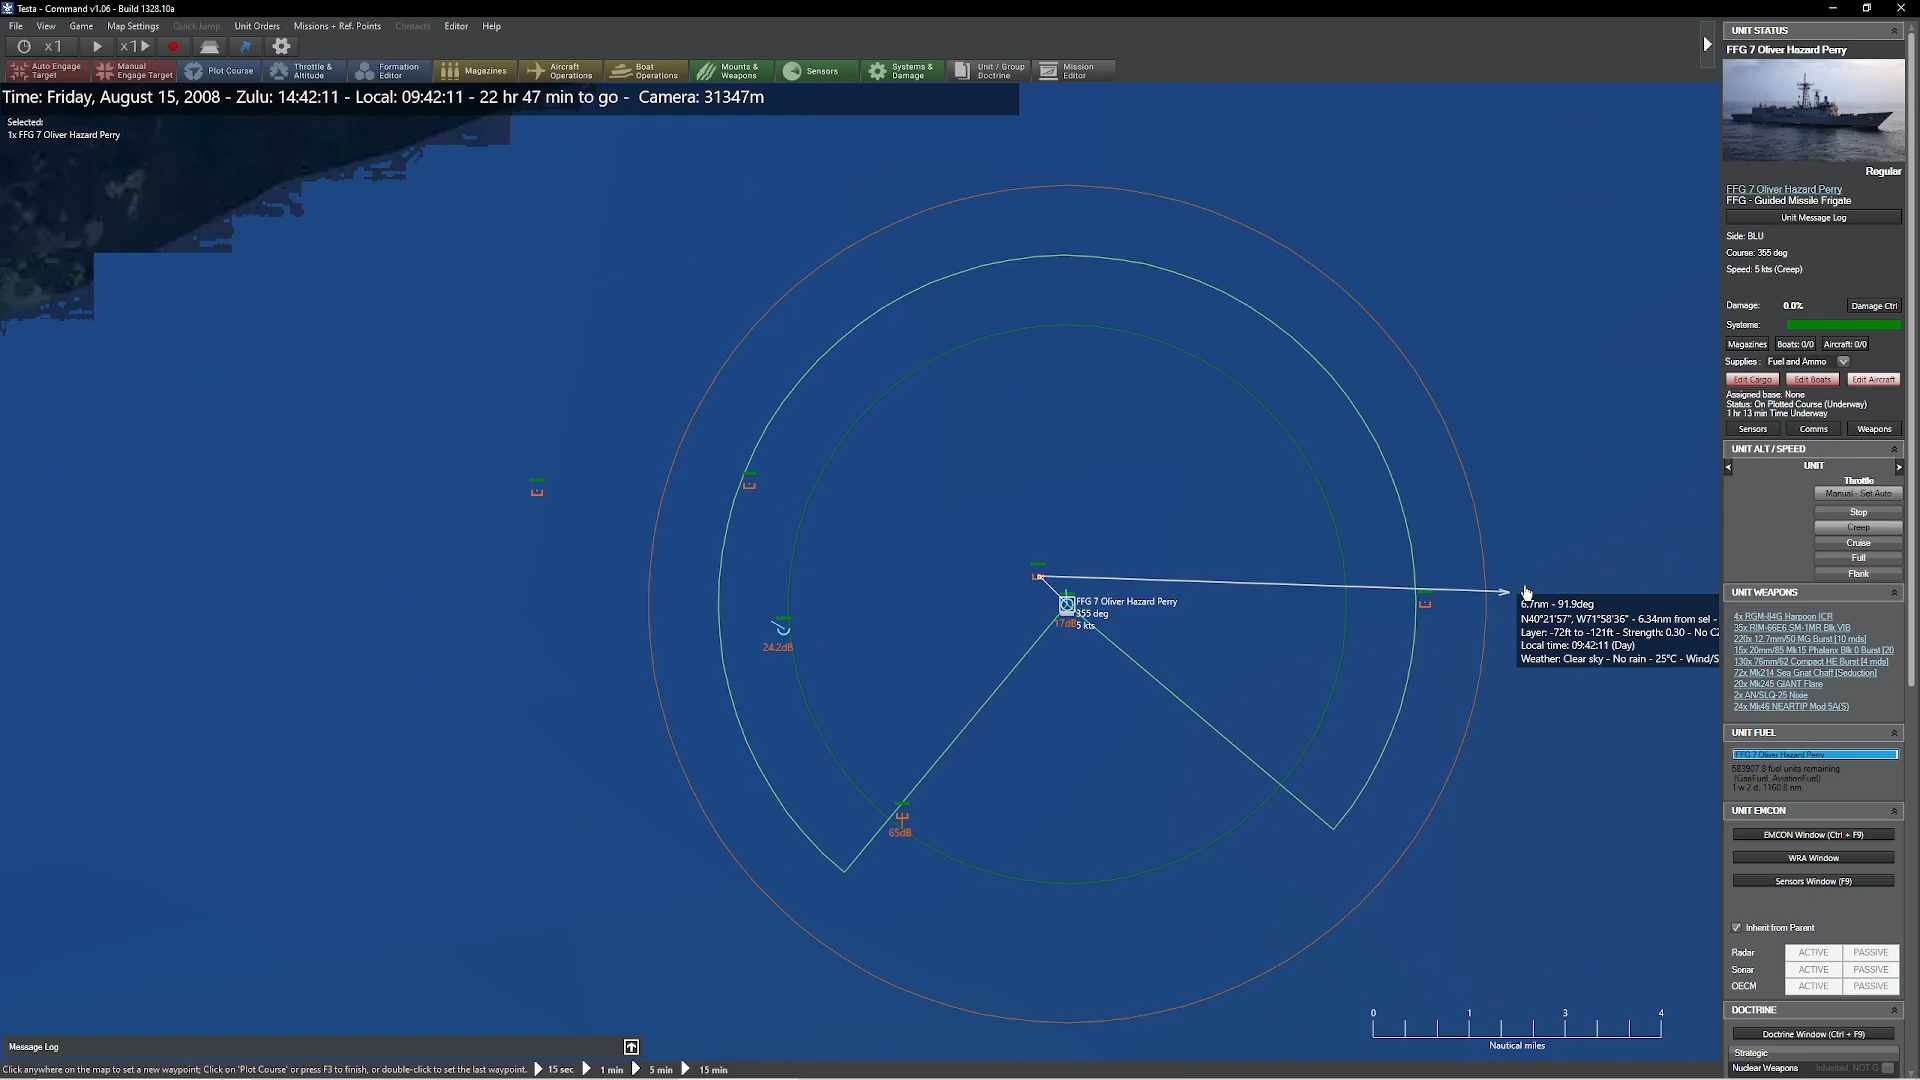 Testa - Command v1.06 - Build 1328.10a
File View Game Map Settings Quick Jump Unit Orders Missions + Ref. Points Contacts Editor Help
x1 x1
Auto Engage Target
Manual Engage Target
Plot Course
Throttle & Altitude
Formation Editor
Magazines
Aircraft Operations
Boat Operations
Mounts & Weapons
Sensors
Systems & Damage
Unit / Group Doctrine
Mission Editor
Time: Friday, August 15, 2008 - Zulu: 14:42:11 - Local: 09:42:11 - 22 hr 47 min to go - Camera: 31347m
Selected:
1x FFG 7 Oliver Hazard Perry
FFG 7 Oliver Hazard Perry
355 deg
5 kts
17dB
24.2dB
65dB
6.7nm - 91.9deg
N40°21'57", W71°58'36" - 6.34nm from sel -
Layer: -72ft to -121ft - Strength: 0.30 - No C
Local time: 09:42:11 (Day)
Weather: Clear sky - No rain - 25°C - Wind/S
0 1 3 4
Nautical miles
Message Log
Click anywhere on the map to set a new waypoint; Click on 'Plot Course' or press F3 to finish, or double-click to set the last waypoint.
15 sec 1 min 5 min 15 min
UNIT STATUS
FFG 7 Oliver Hazard Perry
Regular
FFG 7 Oliver Hazard Perry
FFG - Guided Missile Frigate
Unit Message Log
Side: BLU
Course: 355 deg
Speed: 5 kts (Creep)
Damage: 0.0% Damage Ctrl
Systems:
Magazines Boats: 0/0 Aircraft: 0/0
Supplies: Fuel and Ammo
Edit Cargo Edit Boats Edit Aircraft
Assigned base: None
Status: On Plotted Course (Underway)
1 hr 13 min Time Underway
Sensors Comms Weapons
UNIT ALT / SPEED
UNIT
Throttle
Manual - Set Auto
Stop
Creep
Cruise
Full
Flank
UNIT WEAPONS
4x RGM-84G Harpoon ICR
35x RIM-66E6 SM-1MR Blk VIB
220x 12.7mm/50 MG Burst [10 rnds]
15x 20mm/85 Mk15 Phalanx Blk 0 Burst [20
130x 76mm/62 Compact HE Burst [4 rnds]
72x Mk214 Sea Gnat Chaff [Seduction]
20x Mk245 GIANT Flare
2x AN/SLQ-25 Nixie
24x Mk46 NEARTIP Mod 5A(S)
UNIT FUEL
FFG 7 Oliver Hazard Perry
583907.8 fuel units remaining
(GasFuel, AviationFuel)
1 w 2 d, 1160.8 nm
UNIT EMCON
EMCON Window (Ctrl + F9)
WRA Window
Sensors Window (F9)
Inherit from Parent
Radar ACTIVE PASSIVE
Sonar ACTIVE PASSIVE
OECM ACTIVE PASSIVE
DOCTRINE
Doctrine Window (Ctrl + F9)
Strategic
Nuclear Weapons Inherited, NOT G